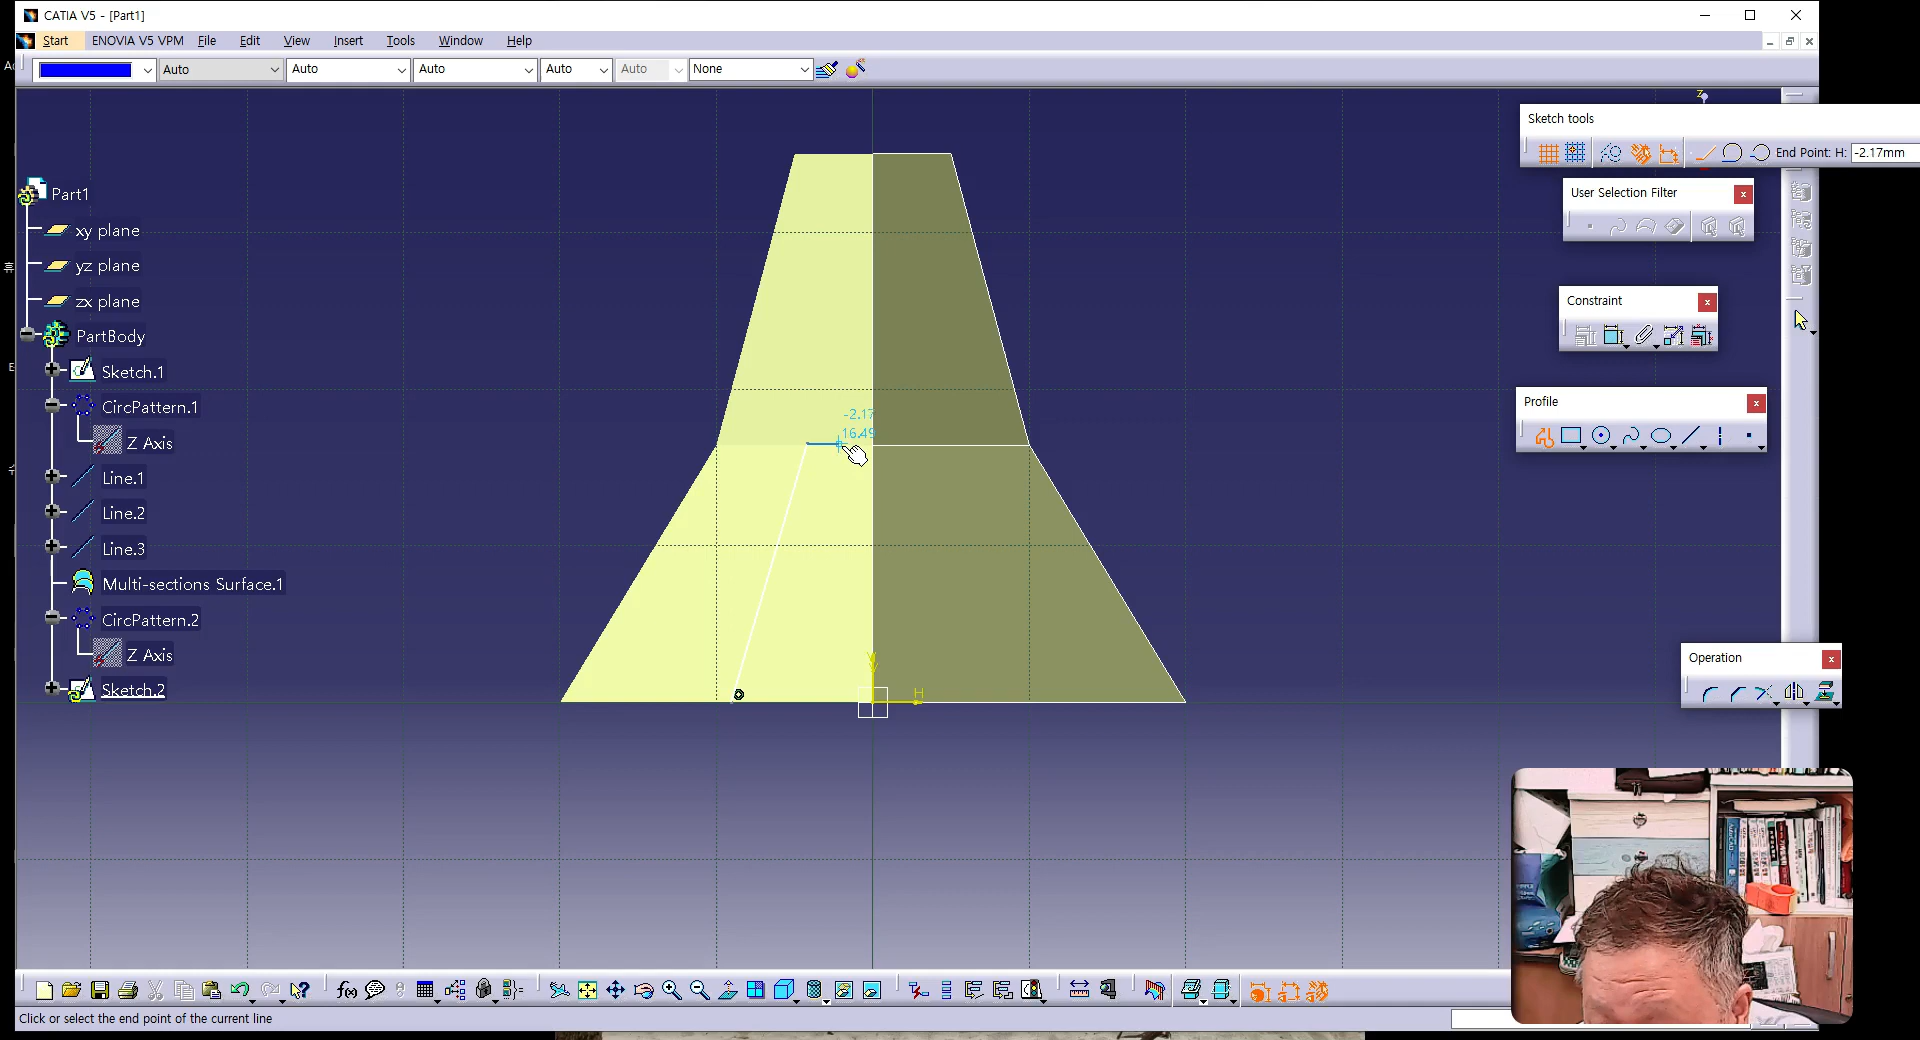 CATIA V5 - [Part1]
Start ENOVIA V5 VPM File Edit View Insert Tools Window Help
Auto Auto Auto Auto Auto None
z
Sketch tools
End Point: H: -2.17mm
User Selection Filter
Part1
xy plane
yz plane
zx plane
Constraint
PartBody
Sketch.1
CircPattern.1
Profile
-2.17
16.49
Z Axis
Line.1
Line.2
Line.3
Multi-sections Surface.1
CircPattern.2
Z Axis
Operation
Sketch.2
V
H
f(x)
Click or select the end point of the current line